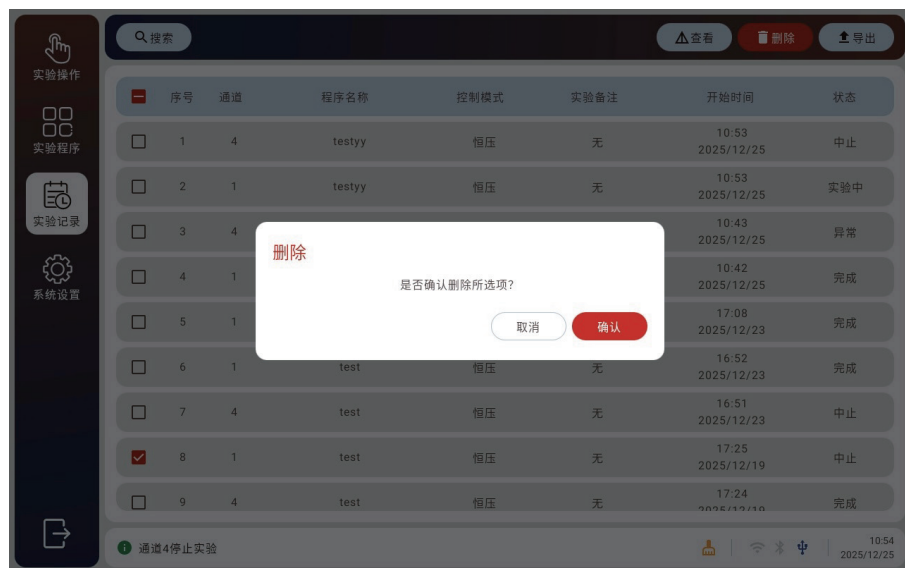 实验操作
实验程序
实验记录
系统设置
搜索
查看
删除
导出
序号 通道 程序名称 控制模式 实验备注 开始时间 状态
1 4 testyy 恒压 无 10:53 2025/12/25 中止
2 1 testyy 恒压 无 10:53 2025/12/25 实验中
3 4 10:43 2025/12/25 异常
4 1 10:42 2025/12/25 完成
5 1 17:08 2025/12/23 完成
6 1 test 恒压 无 16:52 2025/12/23 完成
7 4 test 恒压 无 16:51 2025/12/23 中止
8 1 test 恒压 无 17:25 2025/12/19 中止
9 4 test 恒压 无 17:24 2025/12/19 完成
删除
是否确认删除所选项?
取消
确认
通道4停止实验
10:54
2025/12/25